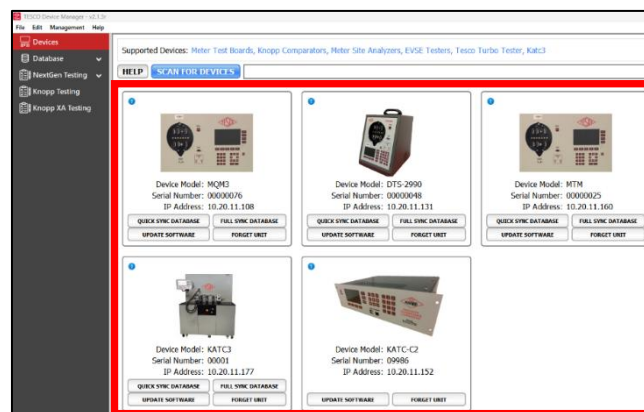 TESCO Device Manager - v2.1.3r
File Edit Management Help
Devices
Database
NextGen Testing
Knopp Testing
Knopp XA Testing
Supported Devices: Meter Test Boards, Knopp Comparators, Meter Site Analyzers, EVSE Testers, Tesco Turbo Tester, Katc3
HELP SCAN FOR DEVICES
Device Model: MQM3
Serial Number: 00000076
IP Address: 10.20.11.108
QUICK SYNC DATABASE FULL SYNC DATABASE
UPDATE SOFTWARE FORGET UNIT
Device Model: DTS-2990
Serial Number: 00000048
IP Address: 10.20.11.131
QUICK SYNC DATABASE FULL SYNC DATABASE
UPDATE SOFTWARE FORGET UNIT
Device Model: MTM
Serial Number: 00000025
IP Address: 10.20.11.160
QUICK SYNC DATABASE FULL SYNC DATABASE
UPDATE SOFTWARE FORGET UNIT
Device Model: KATC3
Serial Number: 00001
IP Address: 10.20.11.177
QUICK SYNC DATABASE FULL SYNC DATABASE
UPDATE SOFTWARE FORGET UNIT
Device Model: KATC-C2
Serial Number: 09986
IP Address: 10.20.11.152
UPDATE SOFTWARE FORGET UNIT